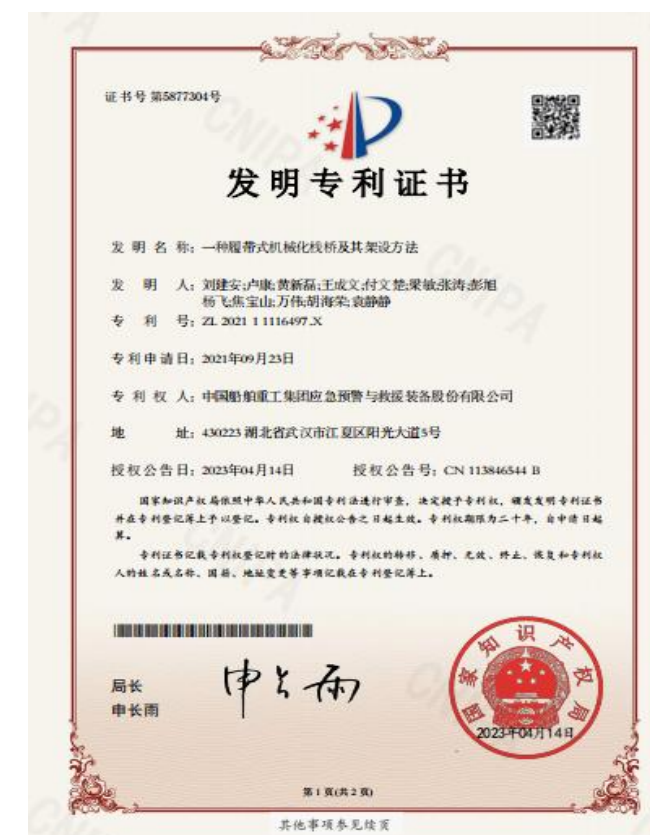 证书号 第5877304号
发明专利证书
发 明 名 称：一种履带式机械化栈桥及其架设方法
发 明 人：刘建安;卢康;黄新磊;王成文;付文楚;梁敏;张涛;彭旭
杨飞;焦宝山;万伟;胡海荣;袁静静
专 利 号：ZL 2021 1 1116497.X
专利申请日：2021年09月23日
专 利 权 人：中国船舶重工集团应急预警与救援装备股份有限公司
地 址：430223 湖北省武汉市江夏区阳光大道5号
授权公告日：2023年04月14日 授权公告号：CN 113846544 B
国家知识产权局依照中华人民共和国专利法进行审查，决定授予专利权，颁发发明专利证书
并在专利登记簿上予以登记。专利权自授权公告之日起生效。专利权期限为二十年，自申请日起
算。
专利证书记载专利权登记时的法律状况。专利权的转移、质押、无效、终止、恢复和专利权
人的姓名或名称、国籍、地址变更等事项记载在专利登记簿上。
局长
申长雨
申长雨
国家知识产权局
2023年04月14日
第 1 页(共 2 页)
其他事项参见续页
CNIPA